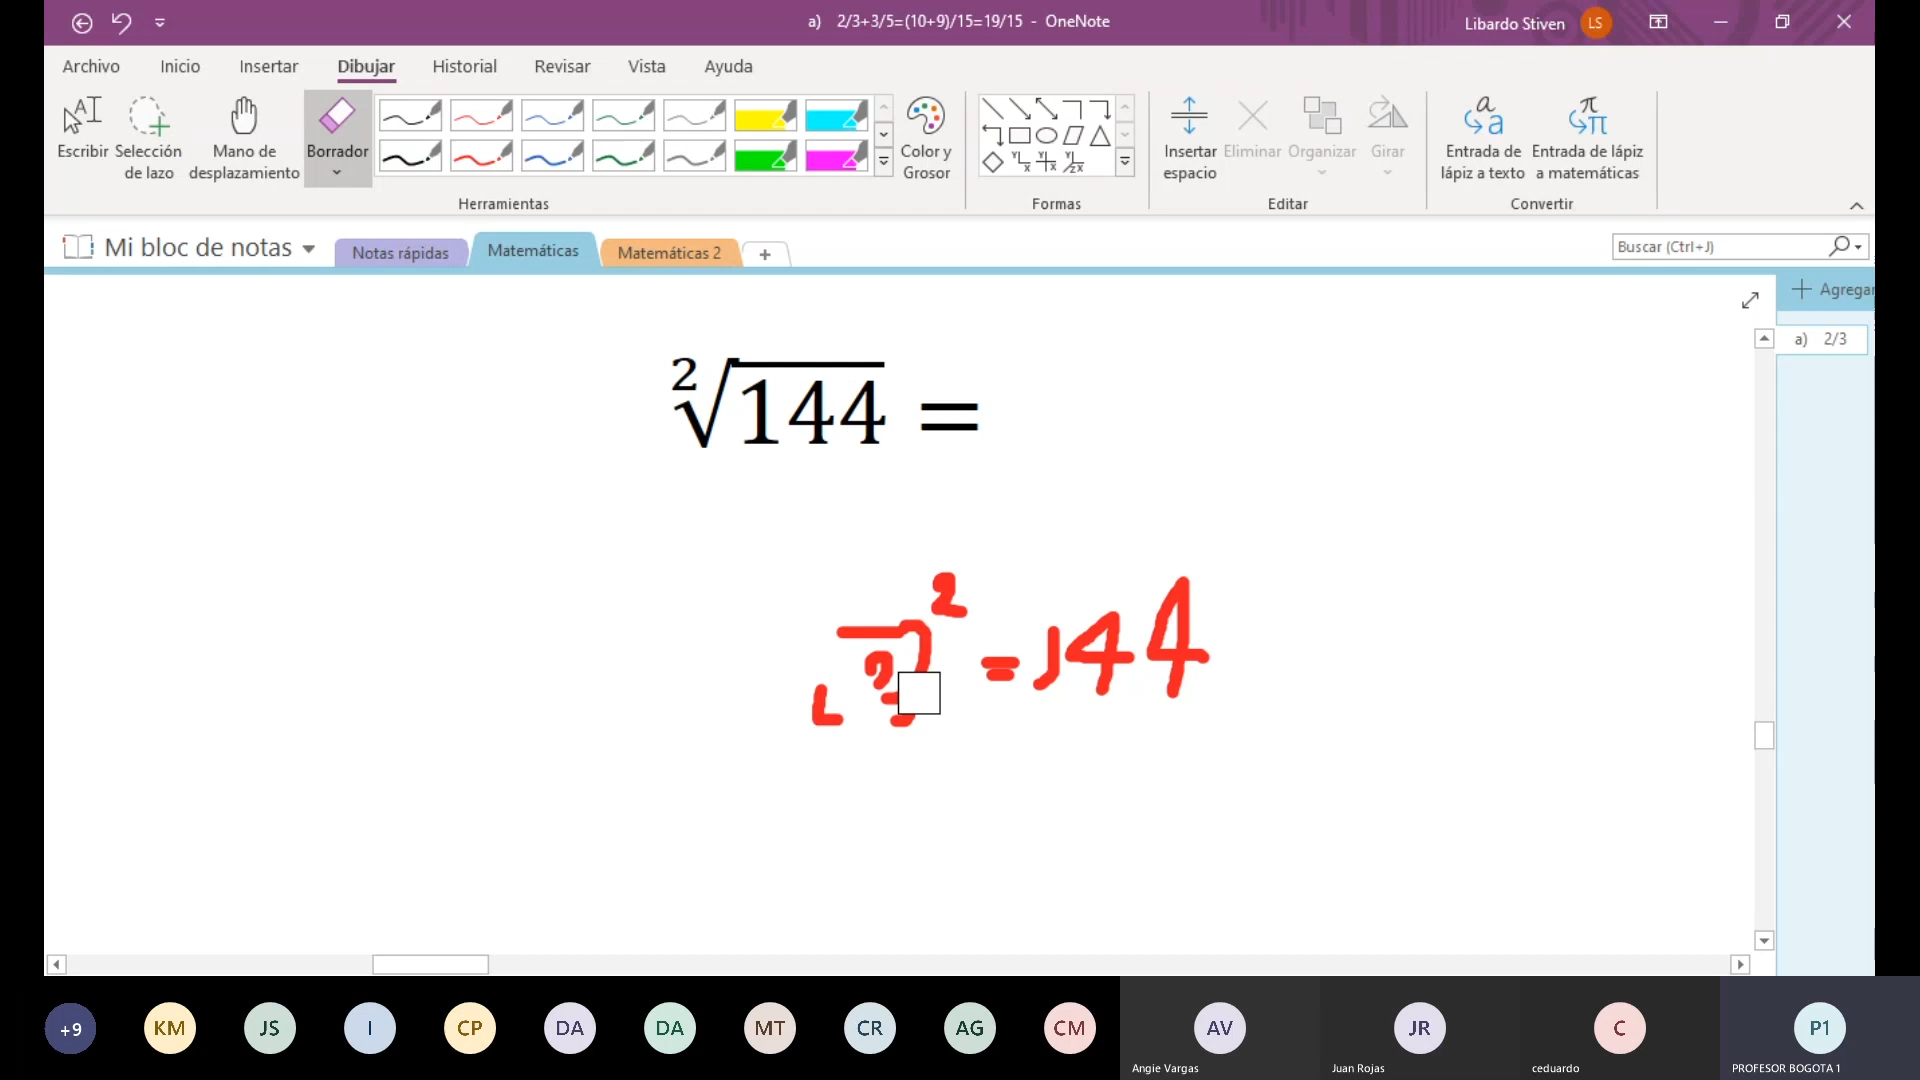 a) 2/3+3/5=(10+9)/15=19/15 - OneNote
Libardo Stiven LS
Archivo Inicio Insertar Dibujar Historial Revisar Vista Ayuda
Escribir
Selección de lazo
Mano de desplazamiento
Borrador
Color y Grosor
Insertar espacio
Eliminar
Organizar
Girar
Entrada de lápiz a texto
Entrada de lápiz a matemáticas
Herramientas Formas Editar Convertir
Mi bloc de notas Notas rápidas Matemáticas Matemáticas 2 +
Buscar (Ctrl+J)
Agregar
a) 2/3
²√144 =
2
= 144
+9 KM JS I CP DA DA MT CR AG CM AV JR C P1
Angie Vargas Juan Rojas ceduardo PROFESOR BOGOTA 1